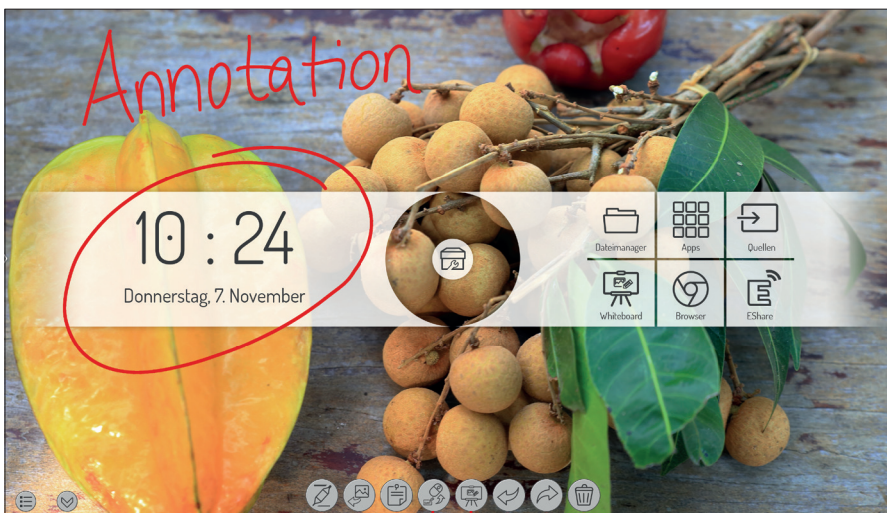 Annotation
10 : 24
Donnerstag, 7. November
Dateimanager Apps Quellen
Whiteboard Browser EShare